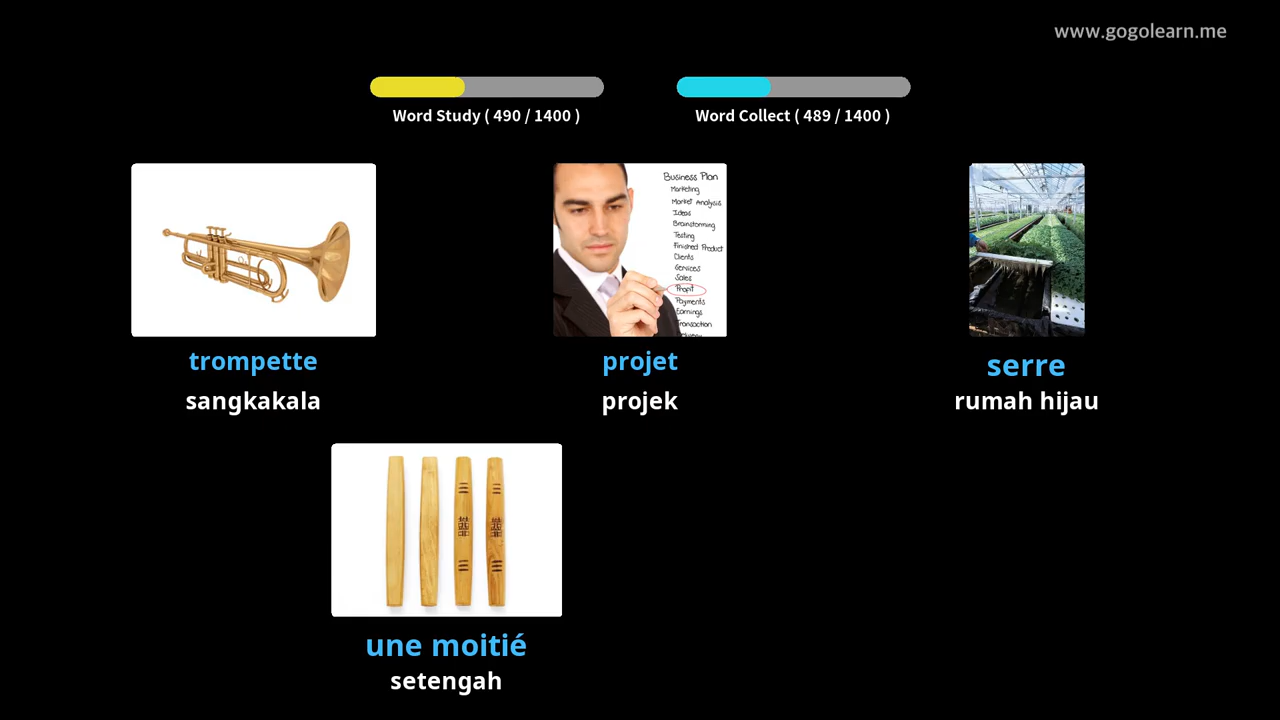 www.gogolearn.me
Word Study ( 490 / 1400 )
Word Collect ( 489 / 1400 )
Business Plan
Marketing
Market Analysis
Ideas
Brainstorming
Testing
Finished Product
Clients
Services
Sales
Profit
Payments
Earnings
Transaction
trompette
projet
serre
sangkakala
projek
rumah hijau
une moitié
setengah